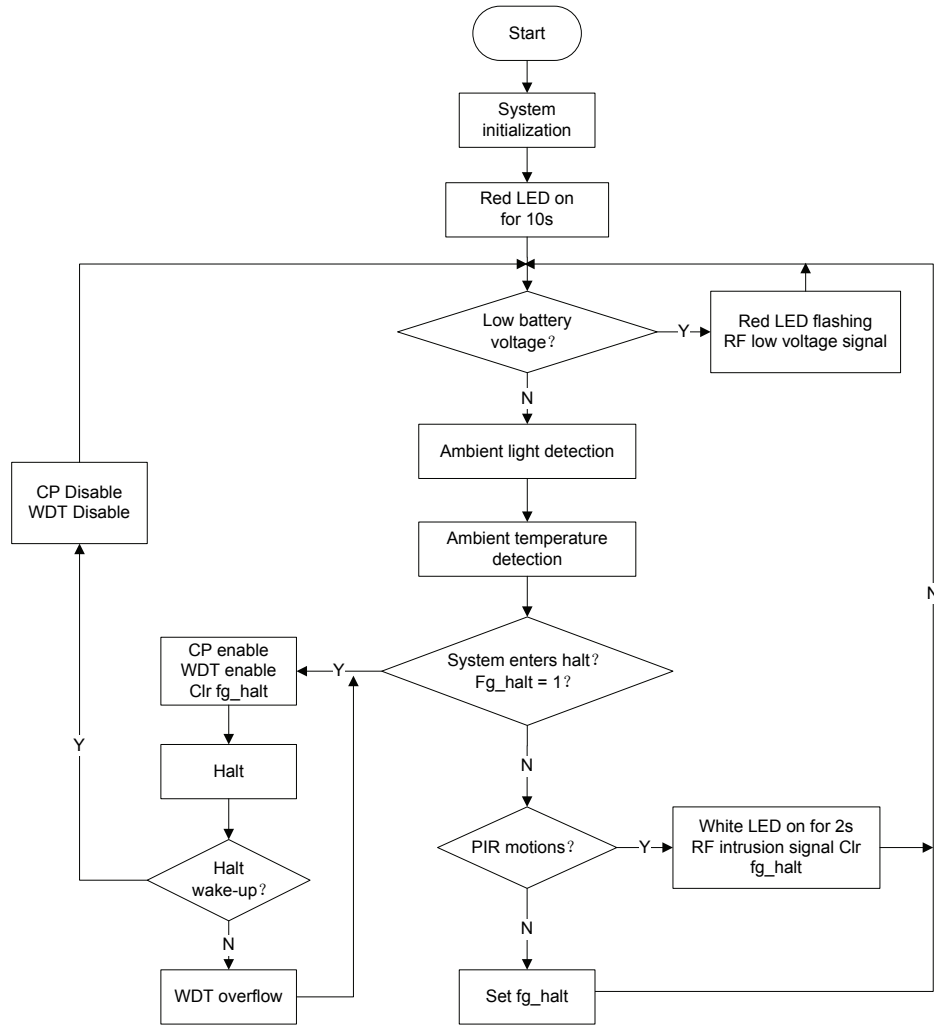 Start
System
initialization
Red LED on
for 10s
Low battery
voltage？
Y
Red LED flashing
RF low voltage signal
N
Ambient light detection
CP Disable
WDT Disable
Ambient temperature
detection
N
CP enable
WDT enable
Clr fg_halt
Y
System enters halt？
Fg_halt = 1？
Y
Halt
N
PIR motions？
Y
White LED on for 2s
RF intrusion signal Clr
fg_halt
Halt
wake-up？
N
N
WDT overflow
Set fg_halt